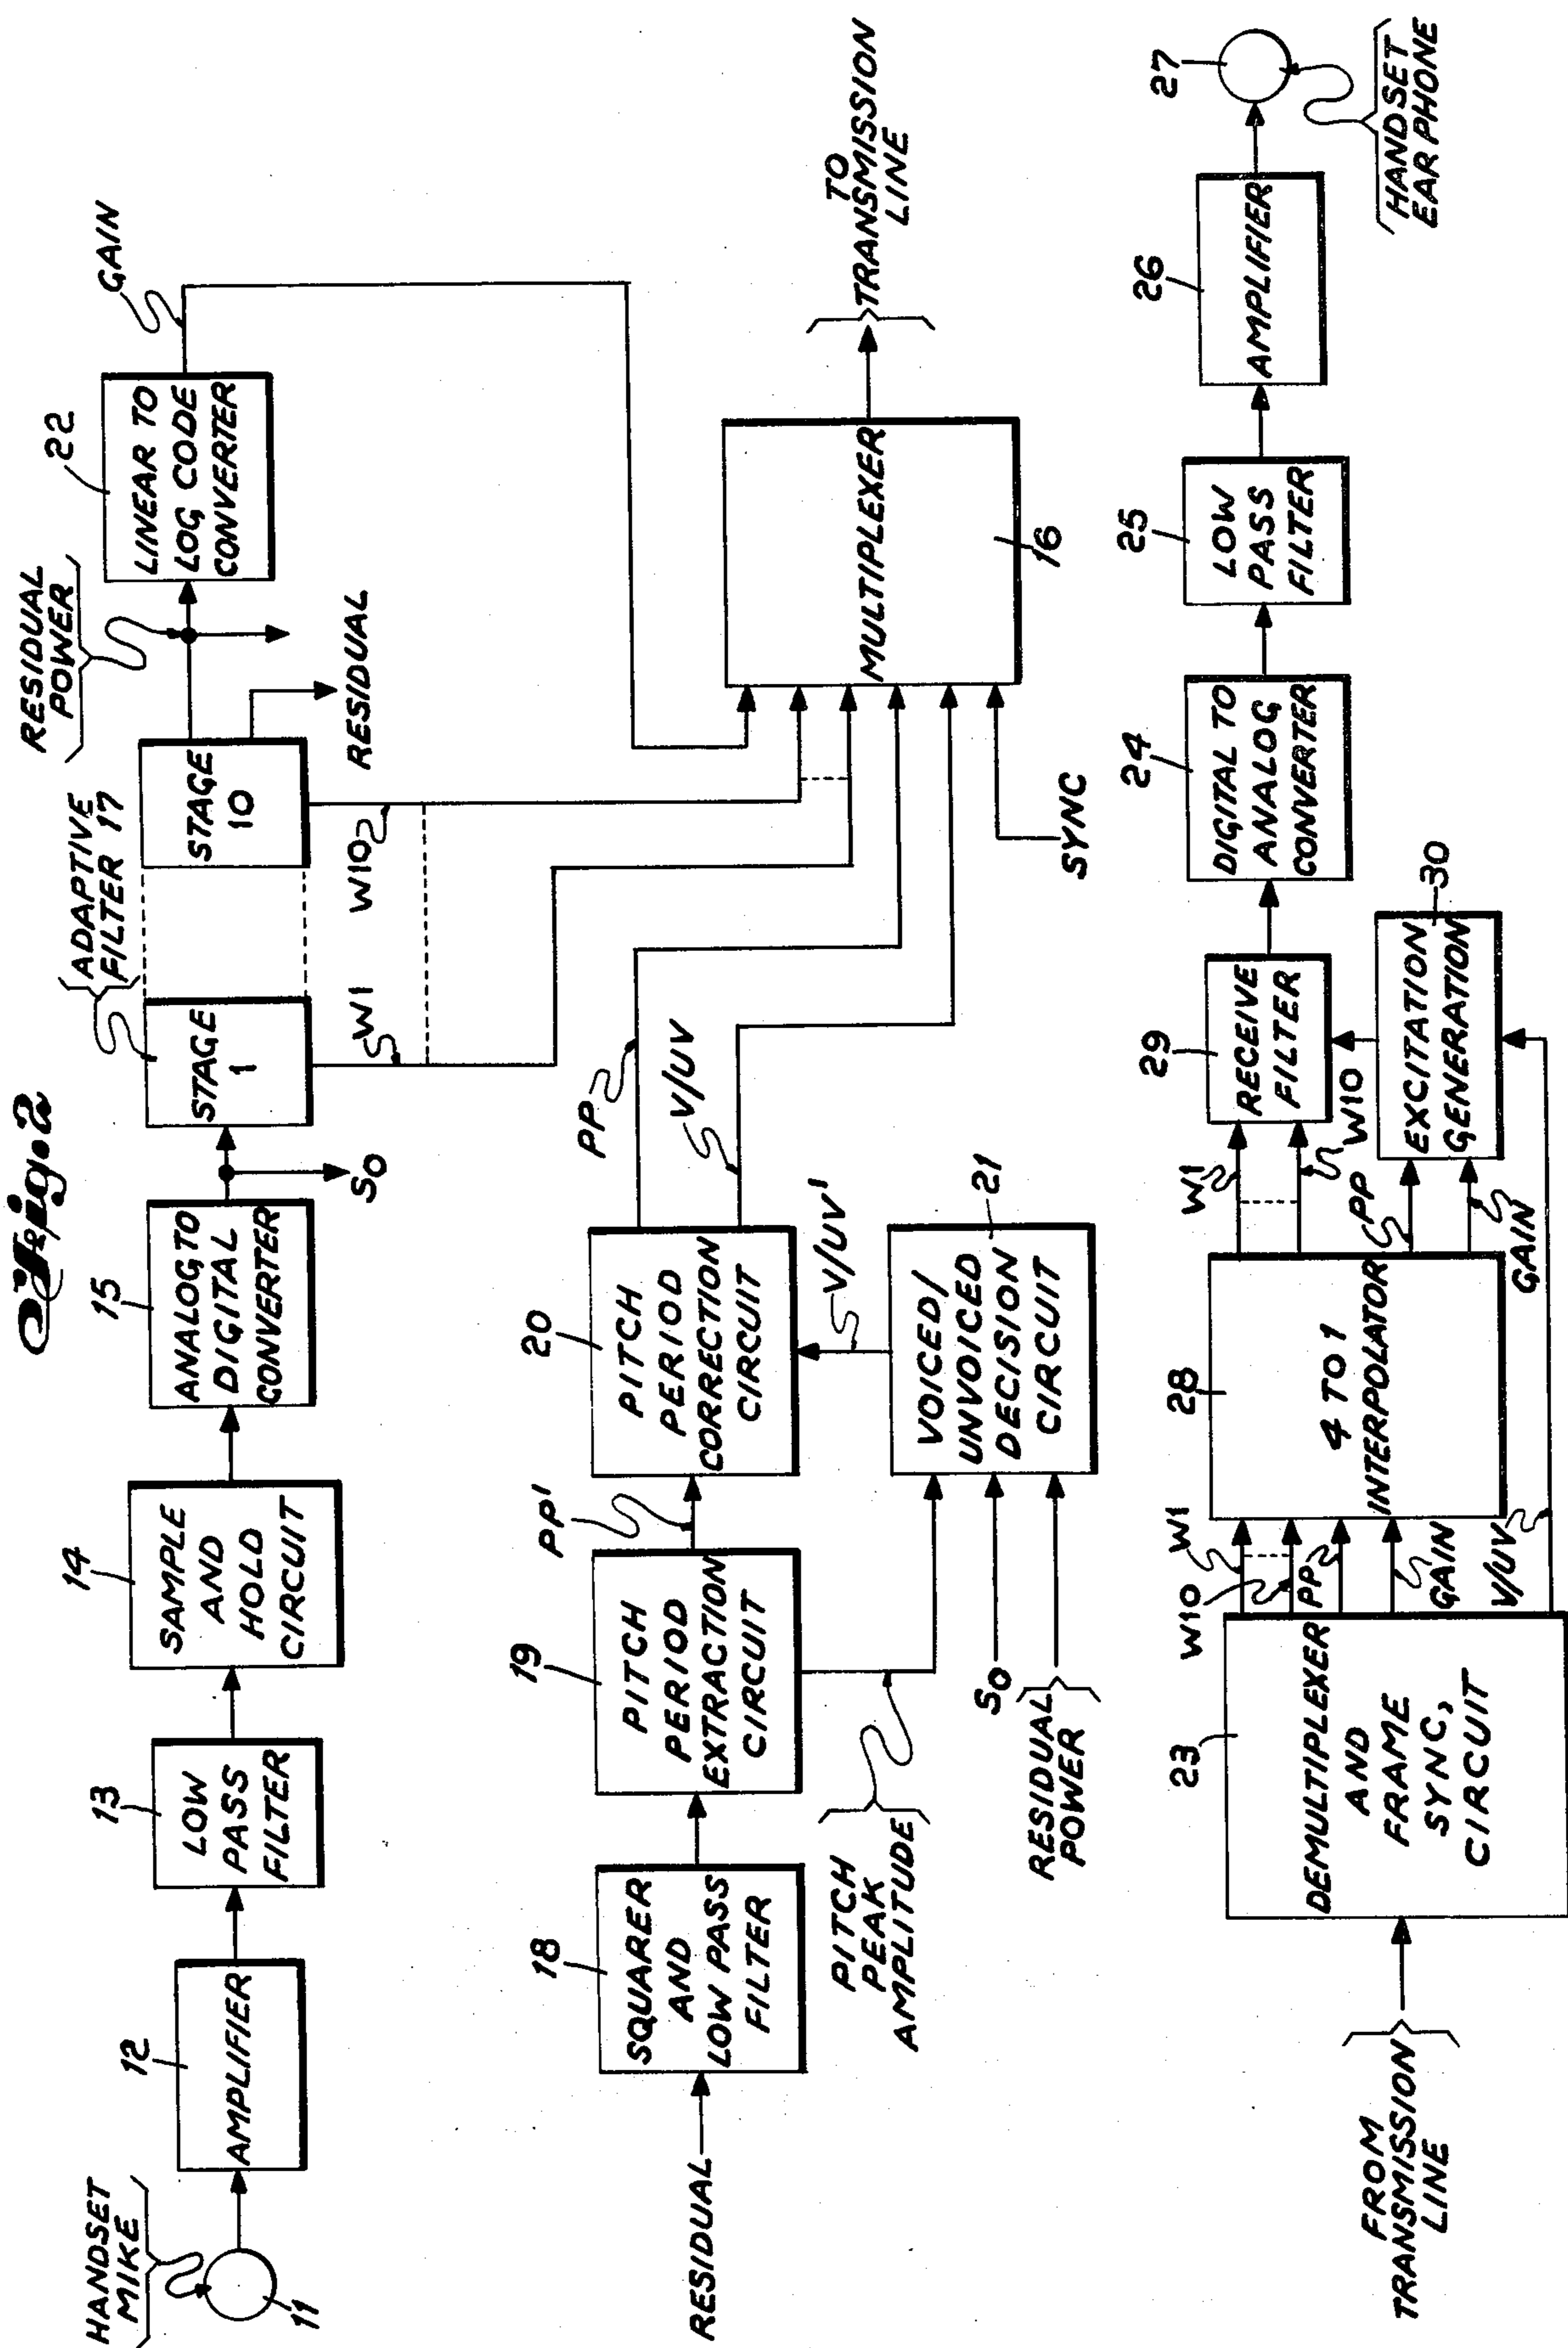 Fig. 2
HANDSET
MIKE
11
12
AMPLIFIER
13
LOW
PASS
FILTER
14
SAMPLE
AND
HOLD
CIRCUIT
15
ANALOG TO
DIGITAL
CONVERTER
S0
ADAPTIVE
FILTER 17
STAGE
1
STAGE
10
W1
W10
RESIDUAL
POWER
RESIDUAL
22
LINEAR TO
LOG CODE
CONVERTER
GAIN
RESIDUAL
18
SQUARER
AND
LOW PASS
FILTER
19
PITCH
PERIOD
EXTRACTION
CIRCUIT
PP'
20
PITCH
PERIOD
CORRECTION
CIRCUIT
PP
V/UV
V/UV'
PITCH
PEAK
AMPLITUDE
S0
RESIDUAL
POWER
21
VOICED/
UNVOICED
DECISION
CIRCUIT
SYNC
MULTIPLEXER
16
TO
TRANSMISSION
LINE
FROM
TRANSMISSION
LINE
23
DEMULTIPLEXER
AND
FRAME
SYNC,
CIRCUIT
W1
W10
PP
GAIN
V/UV
28
4 TO 1
INTERPOLATOR
W1
W10
PP
GAIN
29
RECEIVE
FILTER
30
EXCITATION
GENERATION
24
DIGITAL TO
ANALOG
CONVERTER
25
LOW
PASS
FILTER
26
AMPLIFIER
27
HANDSET
EARPHONE